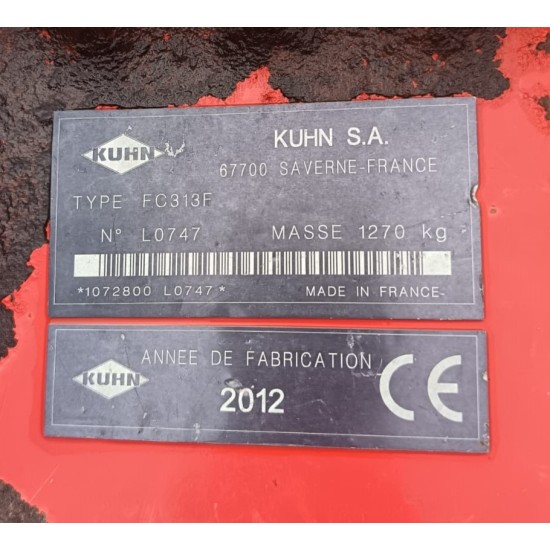 KUHN
KUHN S.A.
67700 SAVERNE-FRANCE
TYPE FC313F
N° L0747 MASSE 1270 kg
*1072800 L0747* MADE IN FRANCE-
KUHN
ANNEE DE FABRICATION
2012
CE